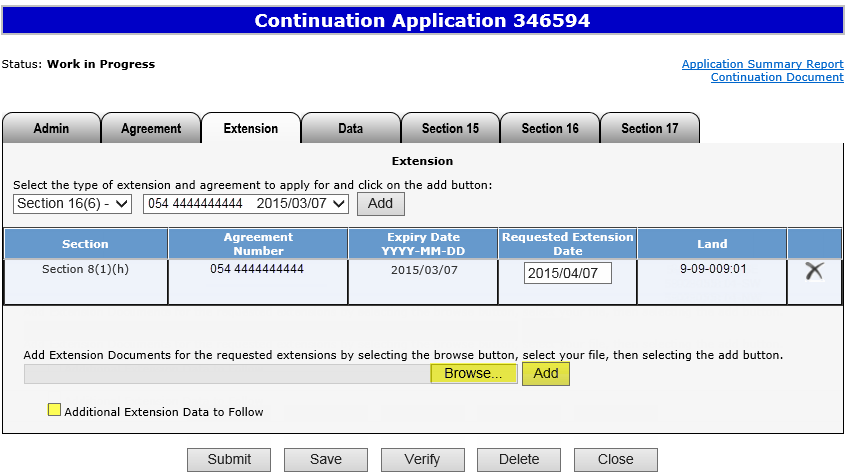 Continuation Application 346594
Status: Work in Progress
Application Summary Report
Continuation Document
Admin Agreement Extension Data Section 15 Section 16 Section 17
Extension
Select the type of extension and agreement to apply for and click on the add button:
Section 16(6) - 054 4444444444 2015/03/07 Add
Section Agreement Number Expiry Date YYYY-MM-DD Requested Extension Date Land
Section 8(1)(h) 054 4444444444 2015/03/07 2015/04/07 9-09-009:01
Add Extension Documents for the requested extensions by selecting the browse button, select your file, then selecting the add button.
Browse... Add
Additional Extension Data to Follow
Submit Save Verify Delete Close